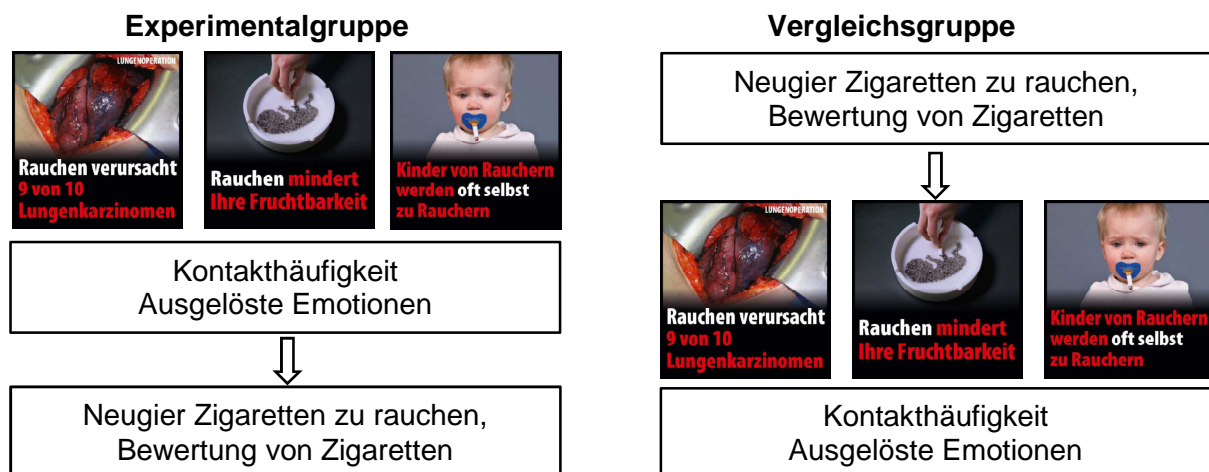 Experimentalgruppe
LUNGENOPERATION
Rauchen verursacht
9 von 10
Lungenkarzinomen
Rauchen mindert
Ihre Fruchtbarkeit
Kinder von Rauchern
werden oft selbst
zu Rauchern
Kontakthäufigkeit
Ausgelöste Emotionen
Neugier Zigaretten zu rauchen,
Bewertung von Zigaretten
Vergleichsgruppe
Neugier Zigaretten zu rauchen,
Bewertung von Zigaretten
LUNGENOPERATION
Rauchen verursacht
9 von 10
Lungenkarzinomen
Rauchen mindert
Ihre Fruchtbarkeit
Kinder von Rauchern
werden oft selbst
zu Rauchern
Kontakthäufigkeit
Ausgelöste Emotionen